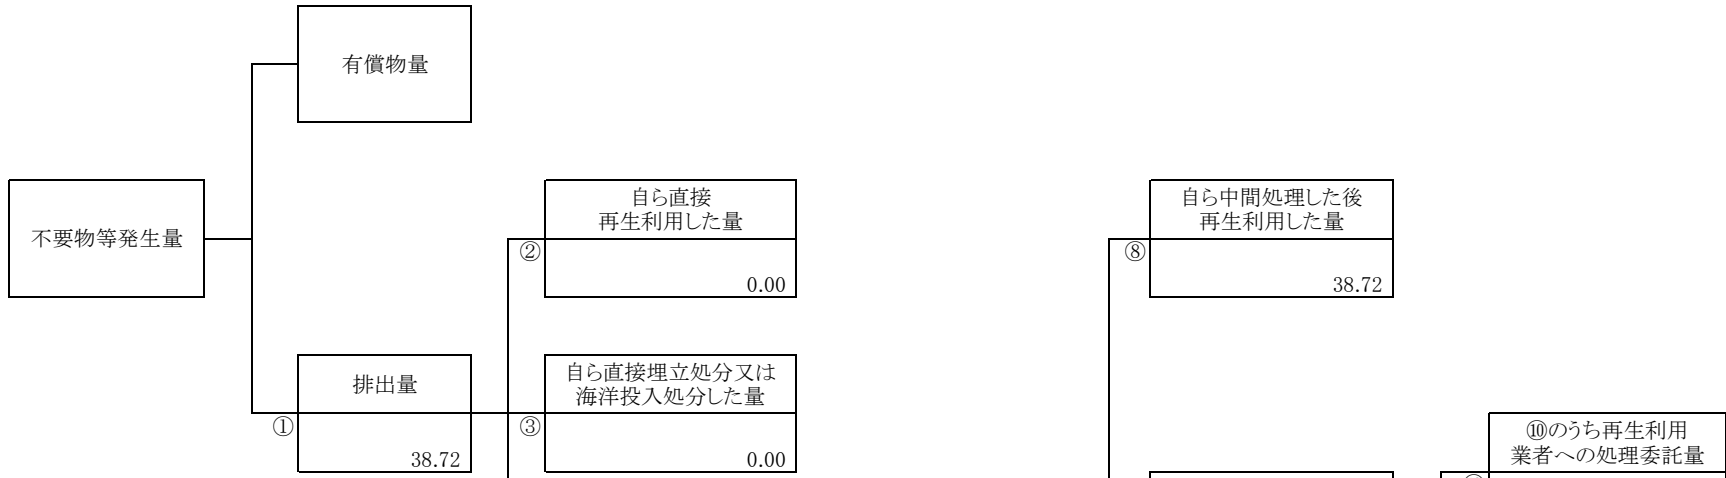 有償物量
不要物等発生量
自ら直接
再生利用した量
②
0.00
自ら中間処理した後
再生利用した量
⑧
38.72
排出量
①
38.72
自ら直接埋立処分又は
海洋投入処分した量
③
0.00
⑩のうち再生利用
業者への処理委託量